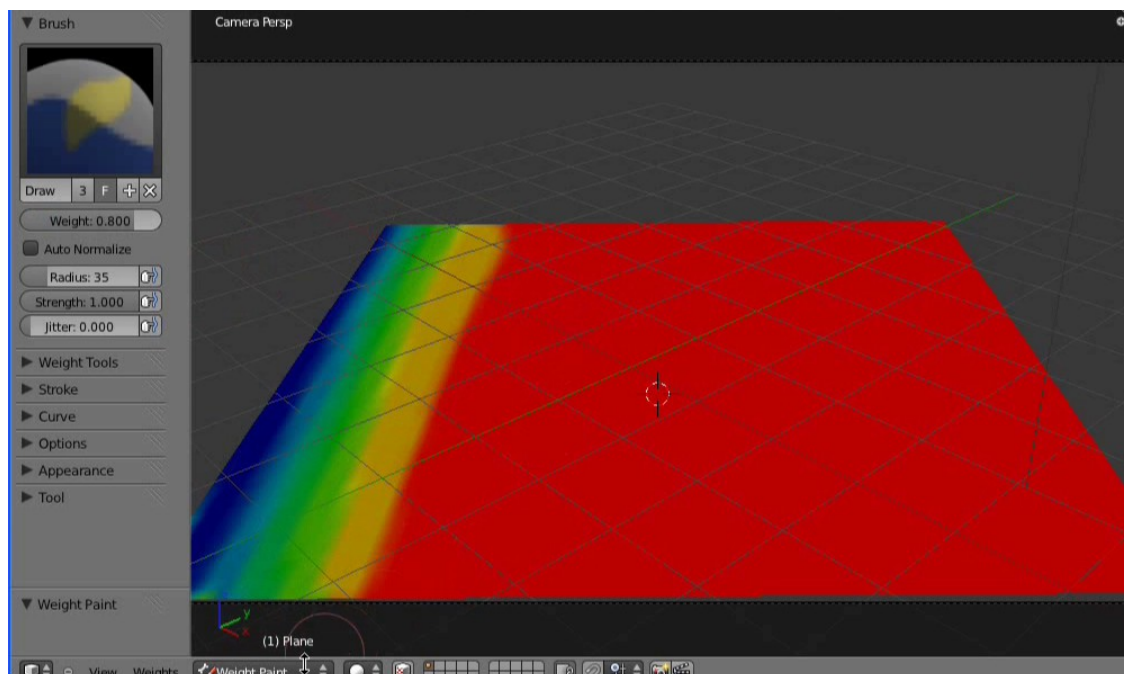 Brush
Camera Persp
Draw 3 F
Weight: 0.800
Auto Normalize
Radius: 35
Strength: 1.000
Jitter: 0.000
Weight Tools
Stroke
Curve
Options
Appearance
Tool
Weight Paint
y
x
(1) Plane
View Weights Weight Paint